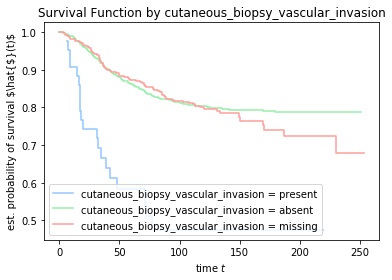 Survival Function by cutaneous_biopsy_vascular_invasion
est. probability of survival $\hat{$}(t)$
1.0
0.9
0.8
0.7
0.6
0.5
cutaneous_biopsy_vascular_invasion = present
cutaneous_biopsy_vascular_invasion = absent
cutaneous_biopsy_vascular_invasion = missing
0
50
100
150
200
250
time t